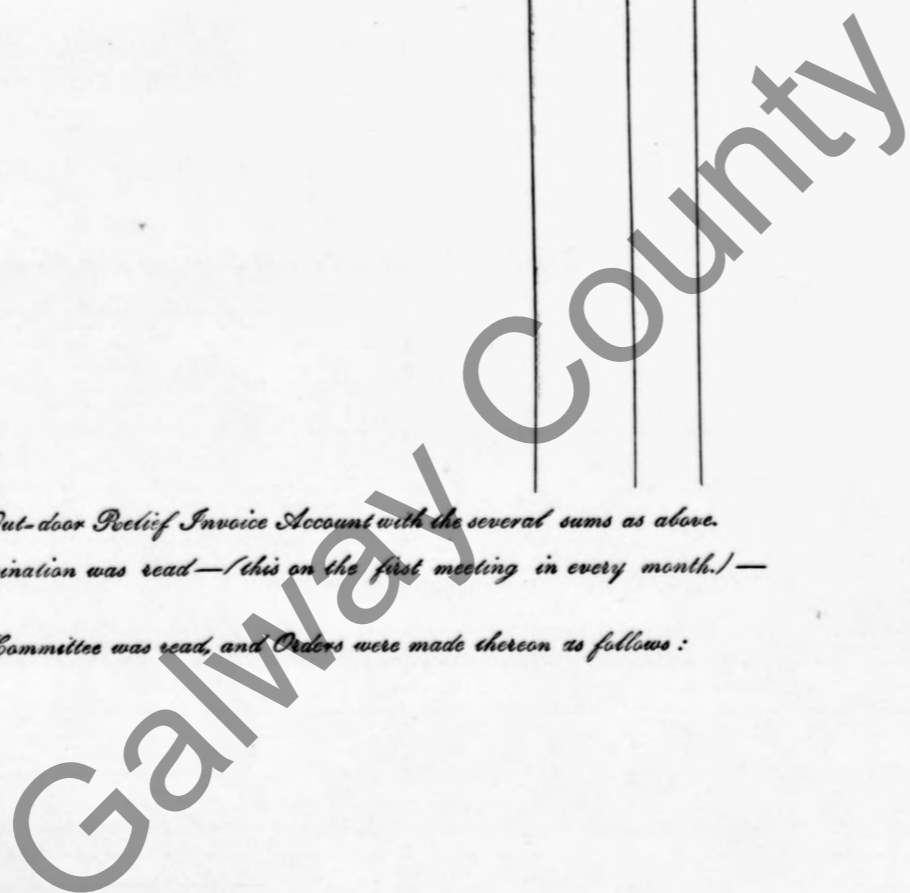 Out-door Relief Invoice Account with the several sums as above.
ination was read—(this on the first meeting in every month.)—
Committee was read, and Orders were made thereon as follows :
Galway County